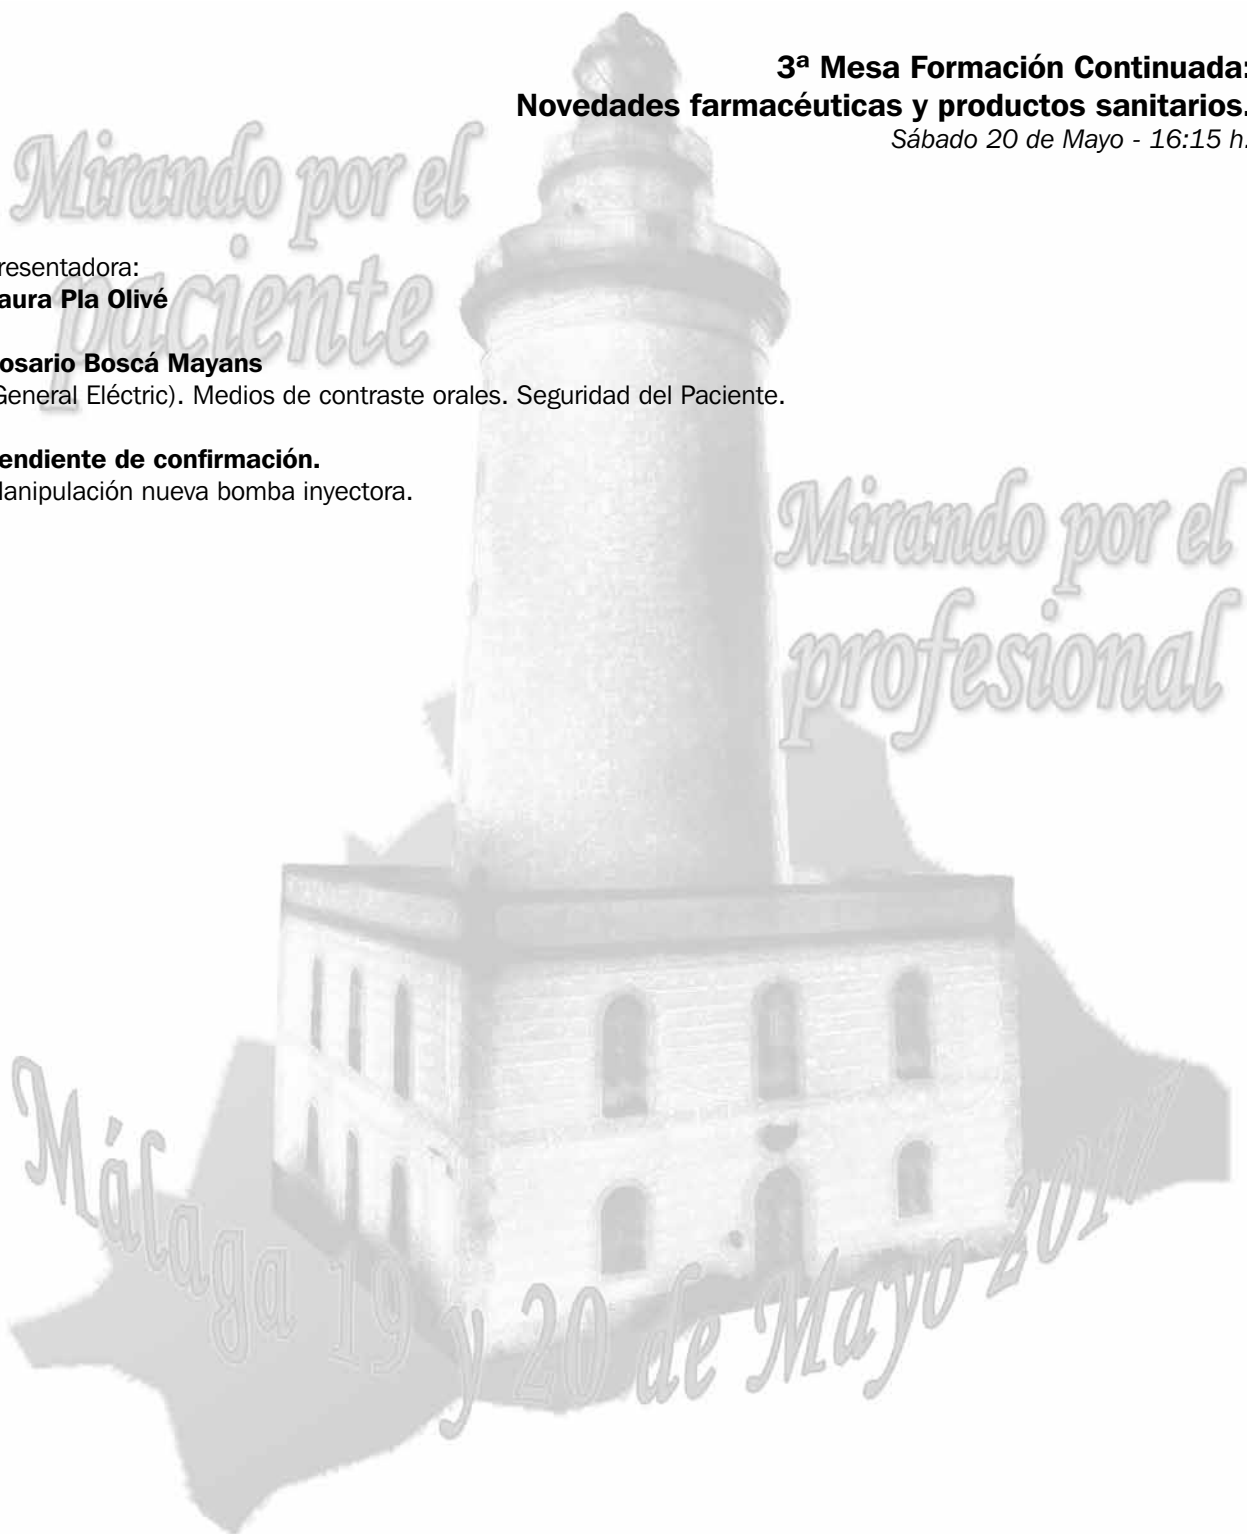 3ª Mesa Formación Continuada:
Novedades farmacéuticas y productos sanitarios.
Sábado 20 de Mayo - 16:15 h.
Mirando por el
paciente
resentadora:
aura Pla Olivé
osario Boscá Mayans
General Eléctric). Medios de contraste orales. Seguridad del Paciente.
endiente de confirmación.
anipulación nueva bomba inyectora.
Mirando por el
profesional
Málaga 19 y 20 de Mayo 2017